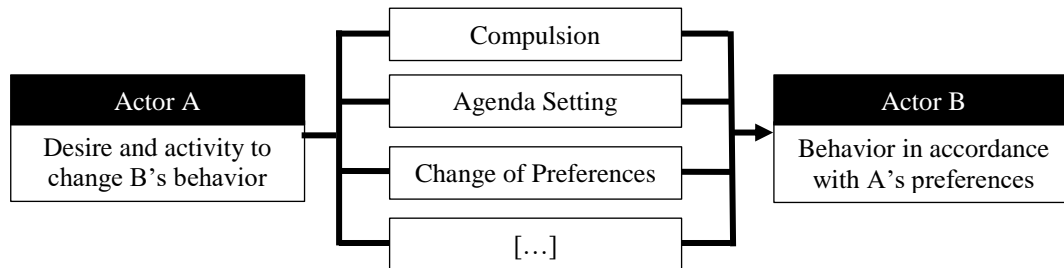 Actor A
Desire and activity to
change B's behavior
Compulsion
Agenda Setting
Change of Preferences
[…]
Actor B
Behavior in accordance
with A's preferences